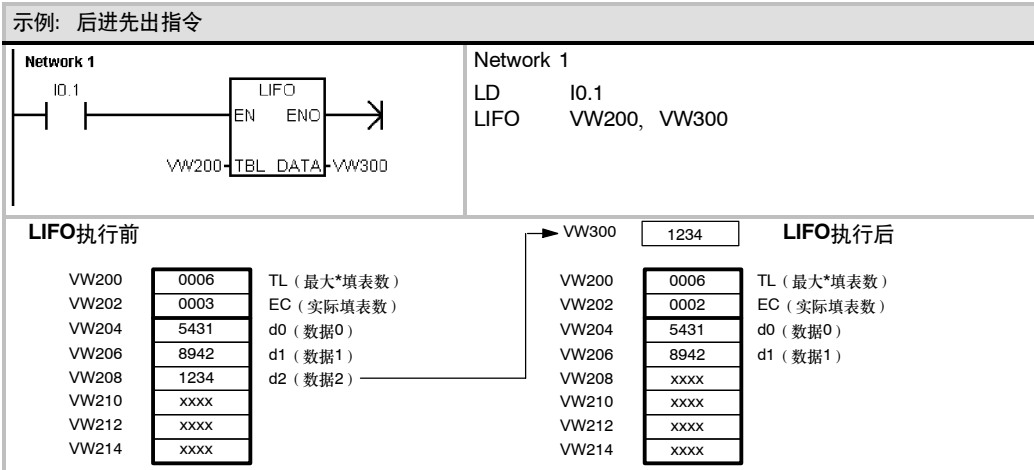 示例: 后进先出指令
Network 1
I0.1
LIFO
EN ENO
VW200 TBL DATA VW300
Network 1
LD I0.1
LIFO VW200, VW300
LIFO执行前
VW200 0006 TL（最大*填表数）
VW202 0003 EC（实际填表数）
VW204 5431 d0（数据0）
VW206 8942 d1（数据1）
VW208 1234 d2（数据2）
VW210 xxxx
VW212 xxxx
VW214 xxxx
VW300 1234 LIFO执行后
VW200 0006 TL（最大*填表数）
VW202 0002 EC（实际填表数）
VW204 5431 d0（数据0）
VW206 8942 d1（数据1）
VW208 xxxx
VW210 xxxx
VW212 xxxx
VW214 xxxx